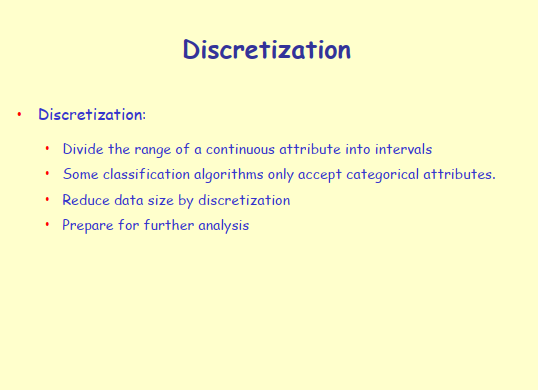 Discretization
• Discretization:
• Divide the range of a continuous attribute into intervals
• Some classification algorithms only accept categorical attributes.
• Reduce data size by discretization
• Prepare for further analysis